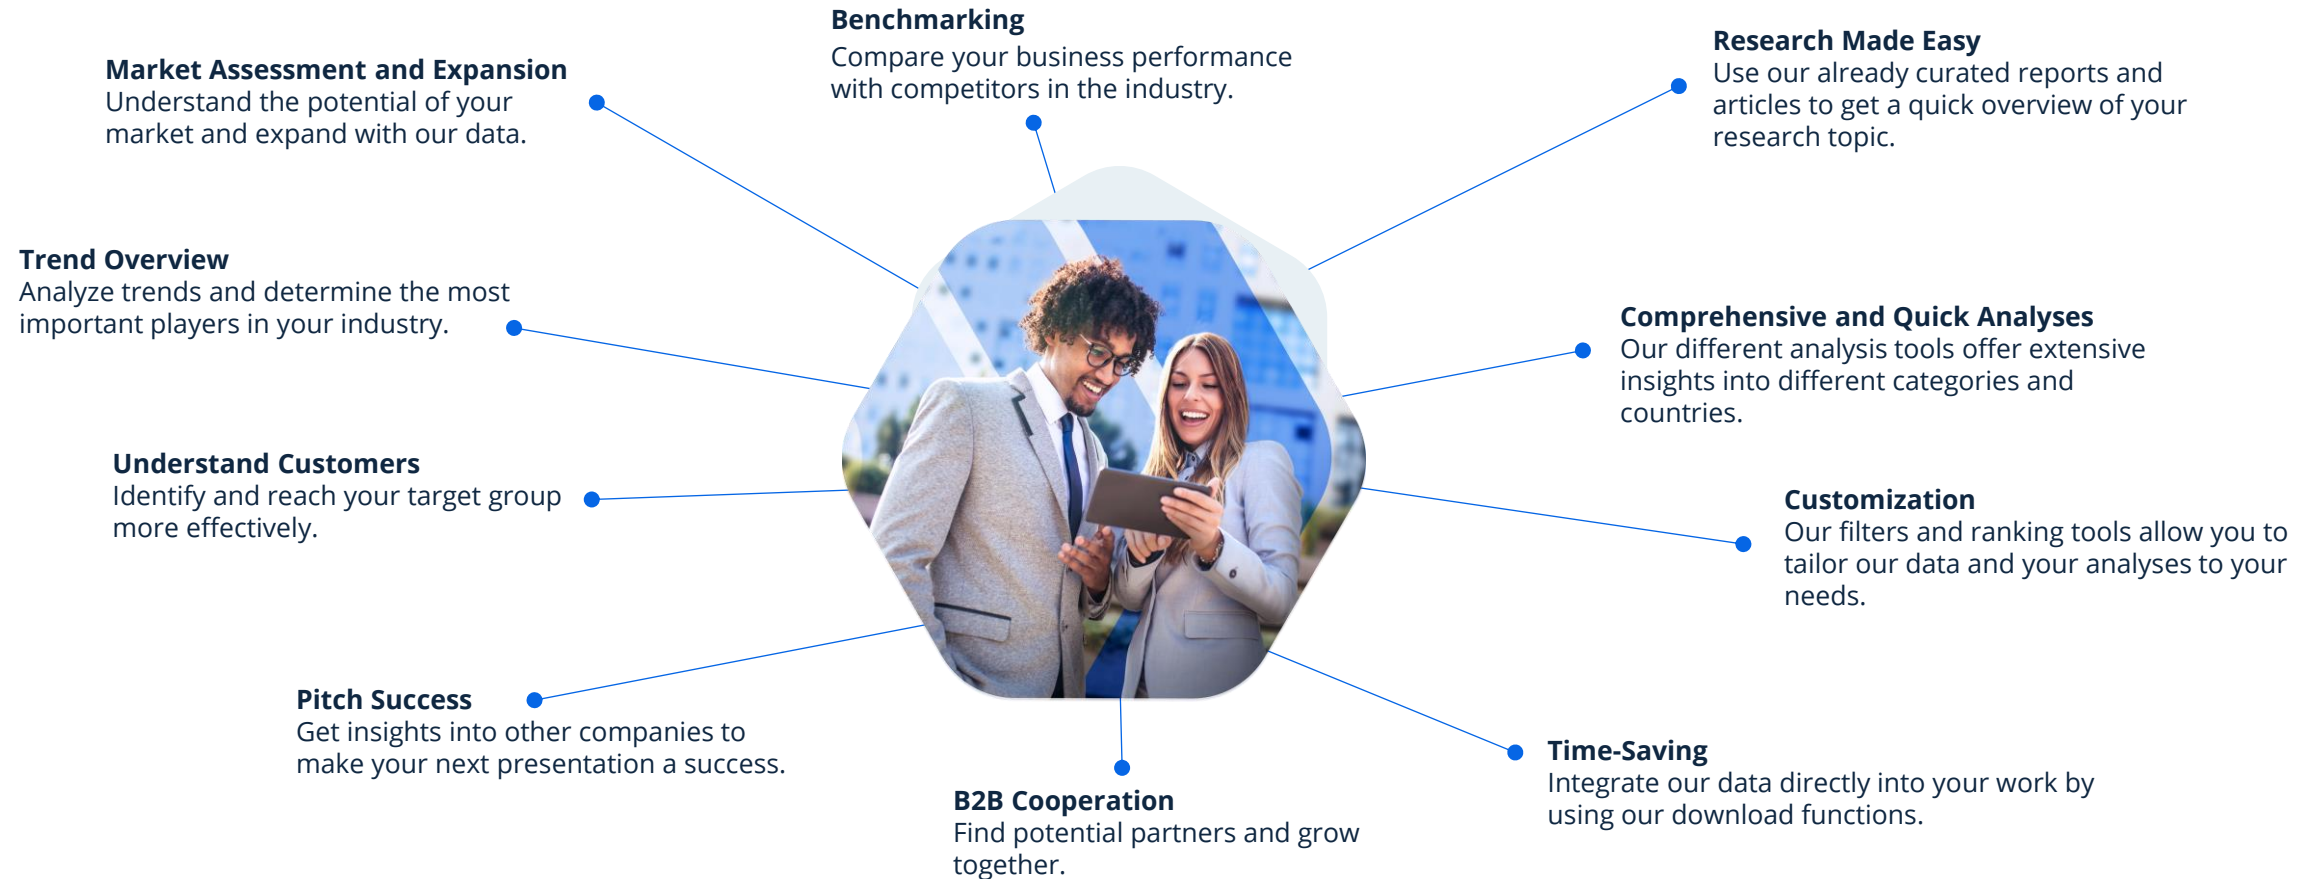 Benchmarking
Compare your business performance
with competitors in the industry.
Market Assessment and Expansion
Understand the potential of your
market and expand with our data.
Research Made Easy
Use our already curated reports and
articles to get a quick overview of your
research topic.
Trend Overview
Analyze trends and determine the most
important players in your industry.
Comprehensive and Quick Analyses
Our different analysis tools offer extensive
insights into different categories and
countries.
Understand Customers
Identify and reach your target group
more effectively.
Customization
Our filters and ranking tools allow you to
tailor our data and your analyses to your
needs.
Pitch Success
Get insights into other companies to
make your next presentation a success.
B2B Cooperation
Find potential partners and grow
together.
Time-Saving
Integrate our data directly into your work by
using our download functions.